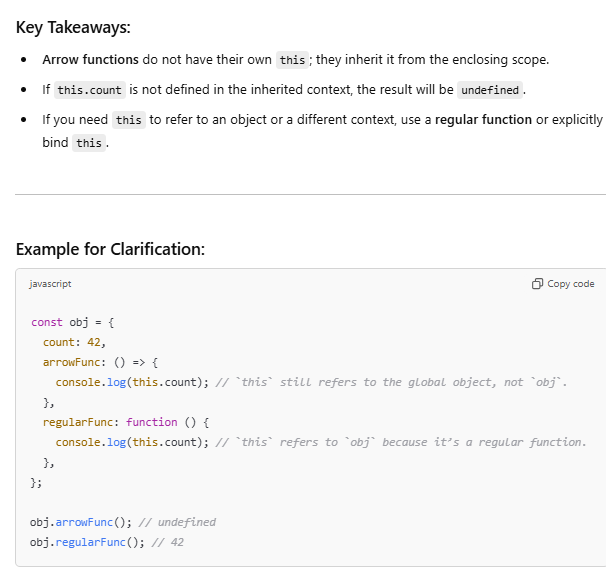 Key Takeaways:
• Arrow functions do not have their own this; they inherit it from the enclosing scope.
• If this.count is not defined in the inherited context, the result will be undefined.
• If you need this to refer to an object or a different context, use a regular function or explicitly
bind this.
Example for Clarification:
javascript
Copy code
const obj = {
  count: 42,
  arrowFunc: () => {
    console.log(this.count); // `this` still refers to the global object, not `obj`.
  },
  regularFunc: function () {
    console.log(this.count); // `this` refers to `obj` because it's a regular function.
  },
};
obj.arrowFunc(); // undefined
obj.regularFunc(); // 42